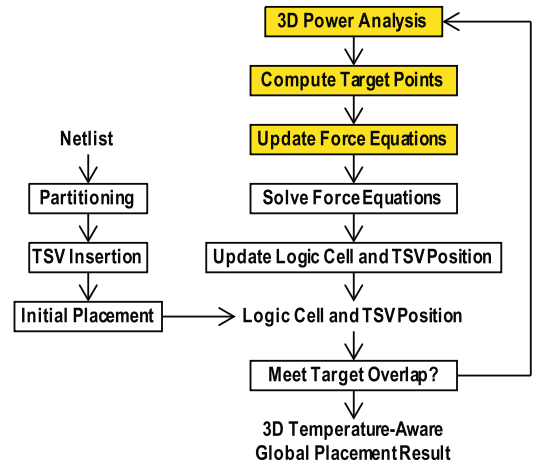 3D Power Analysis
Compute Target Points
Update Force Equations
Netlist
Partitioning
Solve Force Equations
TSV Insertion
Update Logic Cell and TSV Position
Initial Placement
Logic Cell and TSV Position
Meet Target Overlap?
3D Temperature-Aware
Global Placement Result